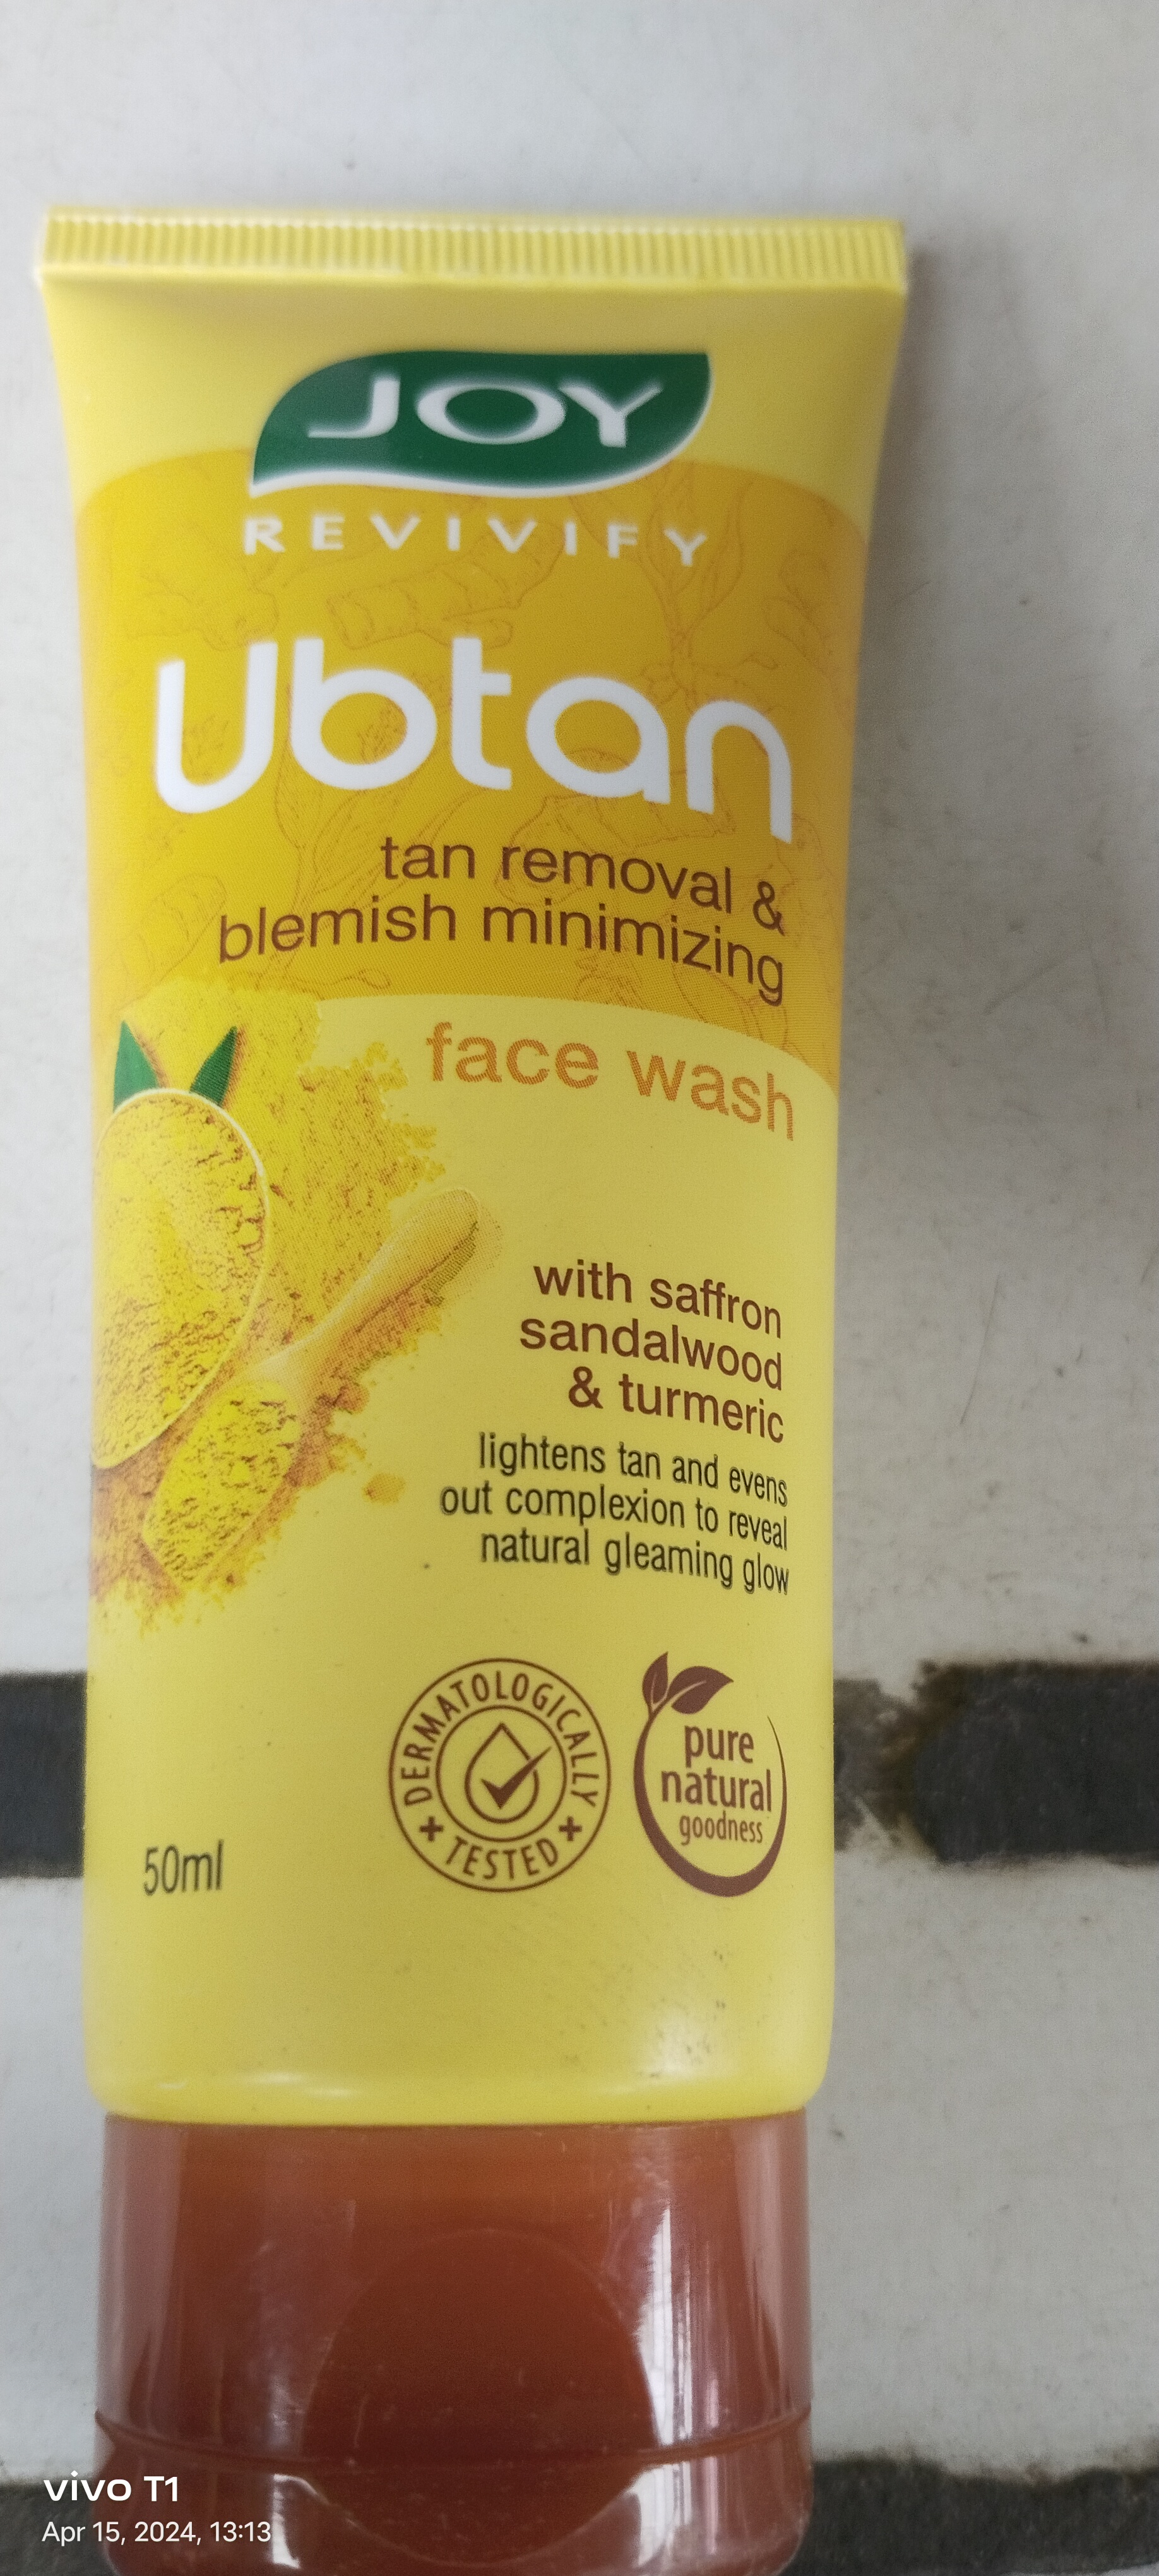 JOY
REVIVIFY
ubtan
tan removal &
blemish minimizing
face wash
with saffron
sandalwood
& turmeric
lightens tan and evens
out complexion to reveal
natural gleaming glow
DERMATOLOGICALLY
TESTED
pure
natural
goodness
50ml
vivo T1
Apr 15, 2024, 13:13